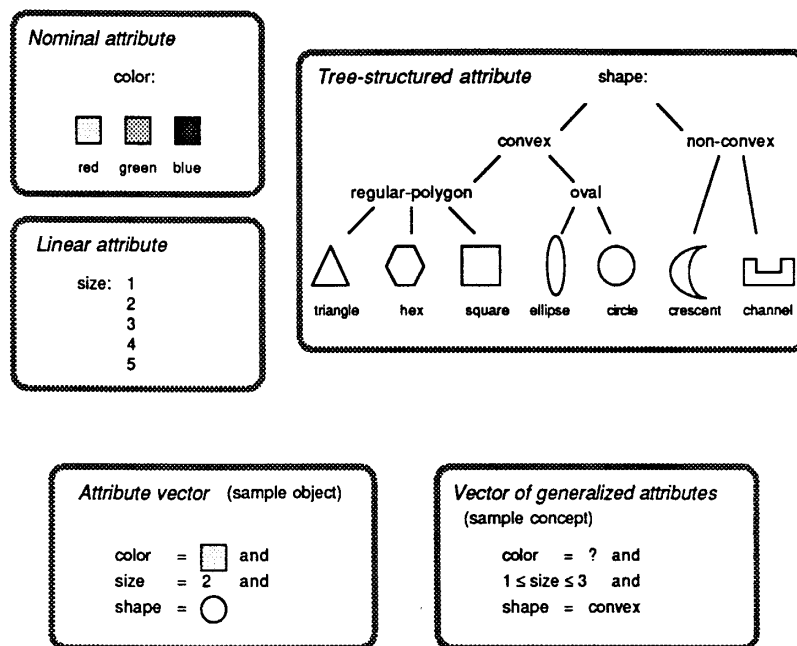 Nominal attribute
color:
red green blue
Linear attribute
size: 1
2
3
4
5
Tree-structured attribute shape:
convex non-convex
regular-polygon oval
triangle hex square ellipse circle crescent channel
Attribute vector (sample object)
color = and
size = 2 and
shape =
Vector of generalized attributes
(sample concept)
color = ? and
1 ≤ size ≤ 3 and
shape = convex